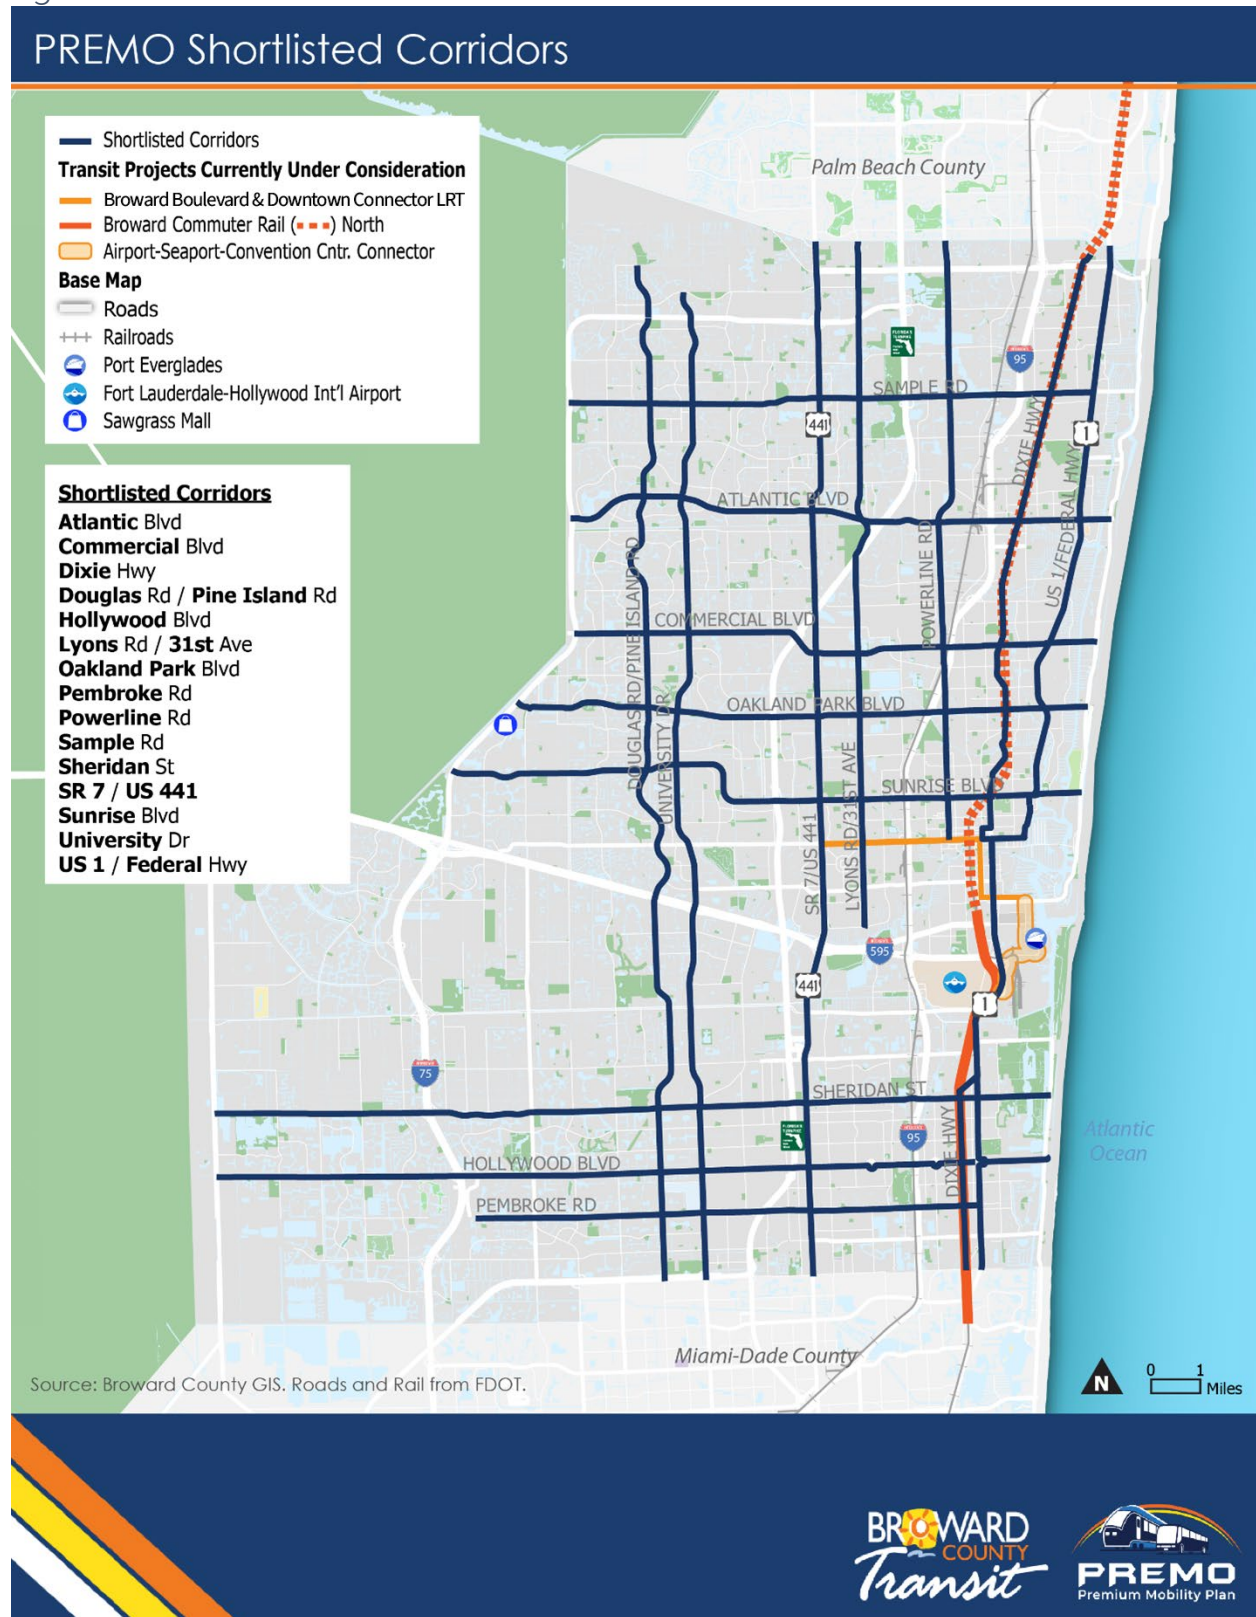 PREMO Shortlisted Corridors
Shortlisted Corridors
Transit Projects Currently Under Consideration
Broward Boulevard & Downtown Connector LRT
Broward Commuter Rail ( ) North
Airport-Seaport-Convention Cntr. Connector
Base Map
Roads
Railroads
Port Everglades
Fort Lauderdale-Hollywood Int'l Airport
Sawgrass Mall
Shortlisted Corridors
Atlantic Blvd
Commercial Blvd
Dixie Hwy
Douglas Rd / Pine Island Rd
Hollywood Blvd
Lyons Rd / 31st Ave
Oakland Park Blvd
Pembroke Rd
Powerline Rd
Sample Rd
Sheridan St
SR 7 / US 441
Sunrise Blvd
University Dr
US 1 / Federal Hwy
Palm Beach County
95
SAMPLE RD
441
1
DIXIE HWY
US 1/FEDERAL HWY
ATLANTIC BLVD
POWERLINE RD
DOUGLAS RD/PINE ISLAND RD
COMMERCIAL BLVD
UNIVERSITY DR
OAKLAND PARK BLVD
LYONS RD/31ST AVE
SUNRISE BLVD
SR 7/US 441
595
441
1
75
SHERIDAN ST
95
DIXIE HWY
HOLLYWOOD BLVD
PEMBROKE RD
Atlantic
Ocean
Miami-Dade County
Source: Broward County GIS. Roads and Rail from FDOT.
N
0 1
Miles
BROWARD
COUNTY
Transit
PREMO
Premium Mobility Plan